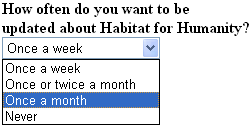 How often do you want to be
updated about Habitat for Humanity?
Once a week
Once a week
Once or twice a month
Once a month
Never